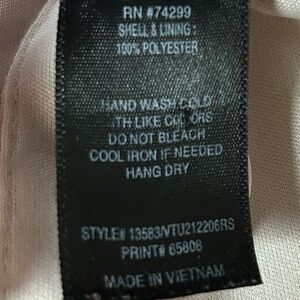 RN #74299
SHELL & LINING:
100% POLYESTER
HAND WASH COLD
WITH LIKE COLORS
DO NOT BLEACH
COOL IRON IF NEEDED
HANG DRY
STYLE# 13583/VTU212206RS
PRINT# 65808
MADE IN VIETNAM